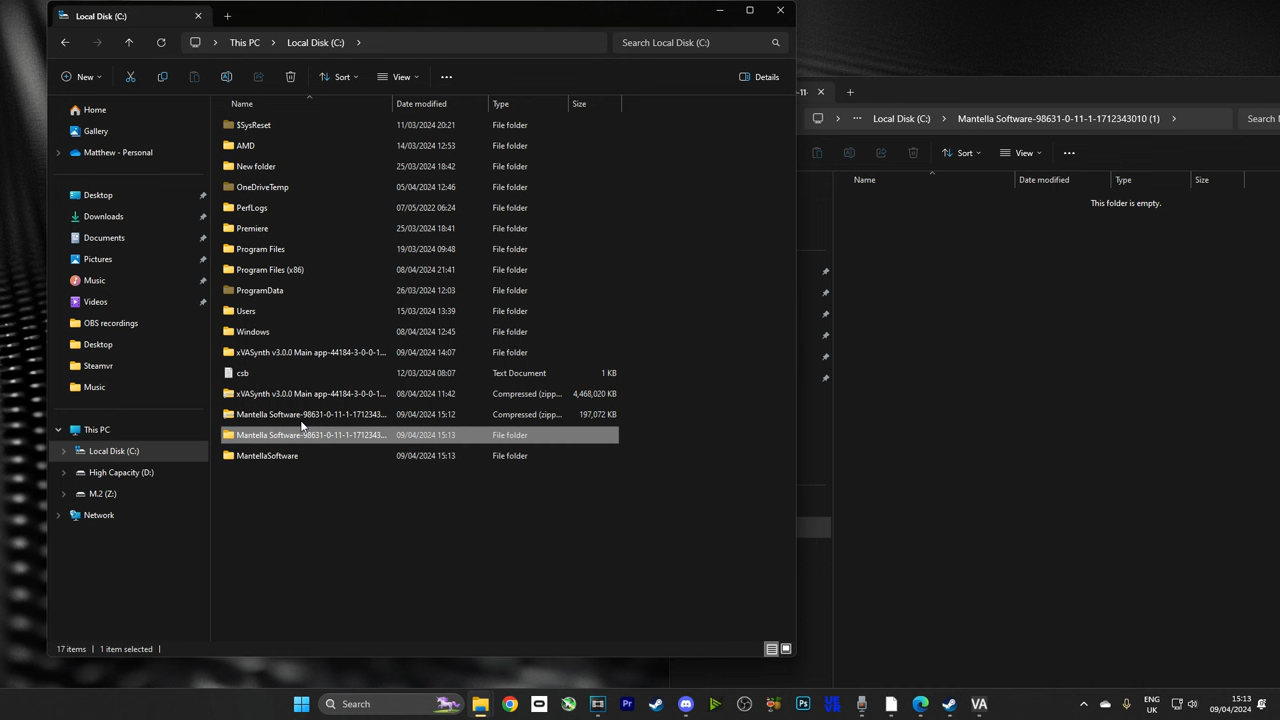 Local Disk (C:)
This PC
Local Disk (C:)
Search Local Disk (C:)
New
Sort
View
Details
Name
Date modified
Type
Size
Home
Gallery
Matthew - Personal
Desktop
Downloads
Documents
Pictures
Music
Videos
OBS recordings
Desktop
Steamvr
Music
This PC
Local Disk (C:)
High Capacity (D:)
M.2 (Z:)
Network
$SysReset 11/03/2024 20:21 File folder
AMD 14/03/2024 12:53 File folder
New folder 25/03/2024 18:42 File folder
OneDriveTemp 05/04/2024 12:46 File folder
PerfLogs 07/05/2022 06:24 File folder
Premiere 25/03/2024 18:41 File folder
Program Files 19/03/2024 09:48 File folder
Program Files (x86) 08/04/2024 21:41 File folder
ProgramData 26/03/2024 12:03 File folder
Users 15/03/2024 13:39 File folder
Windows 08/04/2024 12:45 File folder
xVASynth v3.0.0 Main app-44184-3-0-0-1... 09/04/2024 14:07 File folder
csb 12/03/2024 08:07 Text Document 1 KB
xVASynth v3.0.0 Main app-44184-3-0-0-1... 08/04/2024 11:42 Compressed (zipp... 4,468,020 KB
Mantella Software-98631-0-11-1-1712343... 09/04/2024 15:12 Compressed (zipp... 197,072 KB
Mantella Software-98631-0-11-1-1712343... 09/04/2024 15:13 File folder
MantellaSoftware 09/04/2024 15:13 File folder
17 items 1 item selected
11-
Local Disk (C:)
Mantella Software-98631-0-11-1-1712343010 (1)
Search M
Sort
View
Name
Date modified
Type
Size
This folder is empty.
Search
Pr
Ps
UE
VR
VA
ENG
UK
15:13
09/04/2024